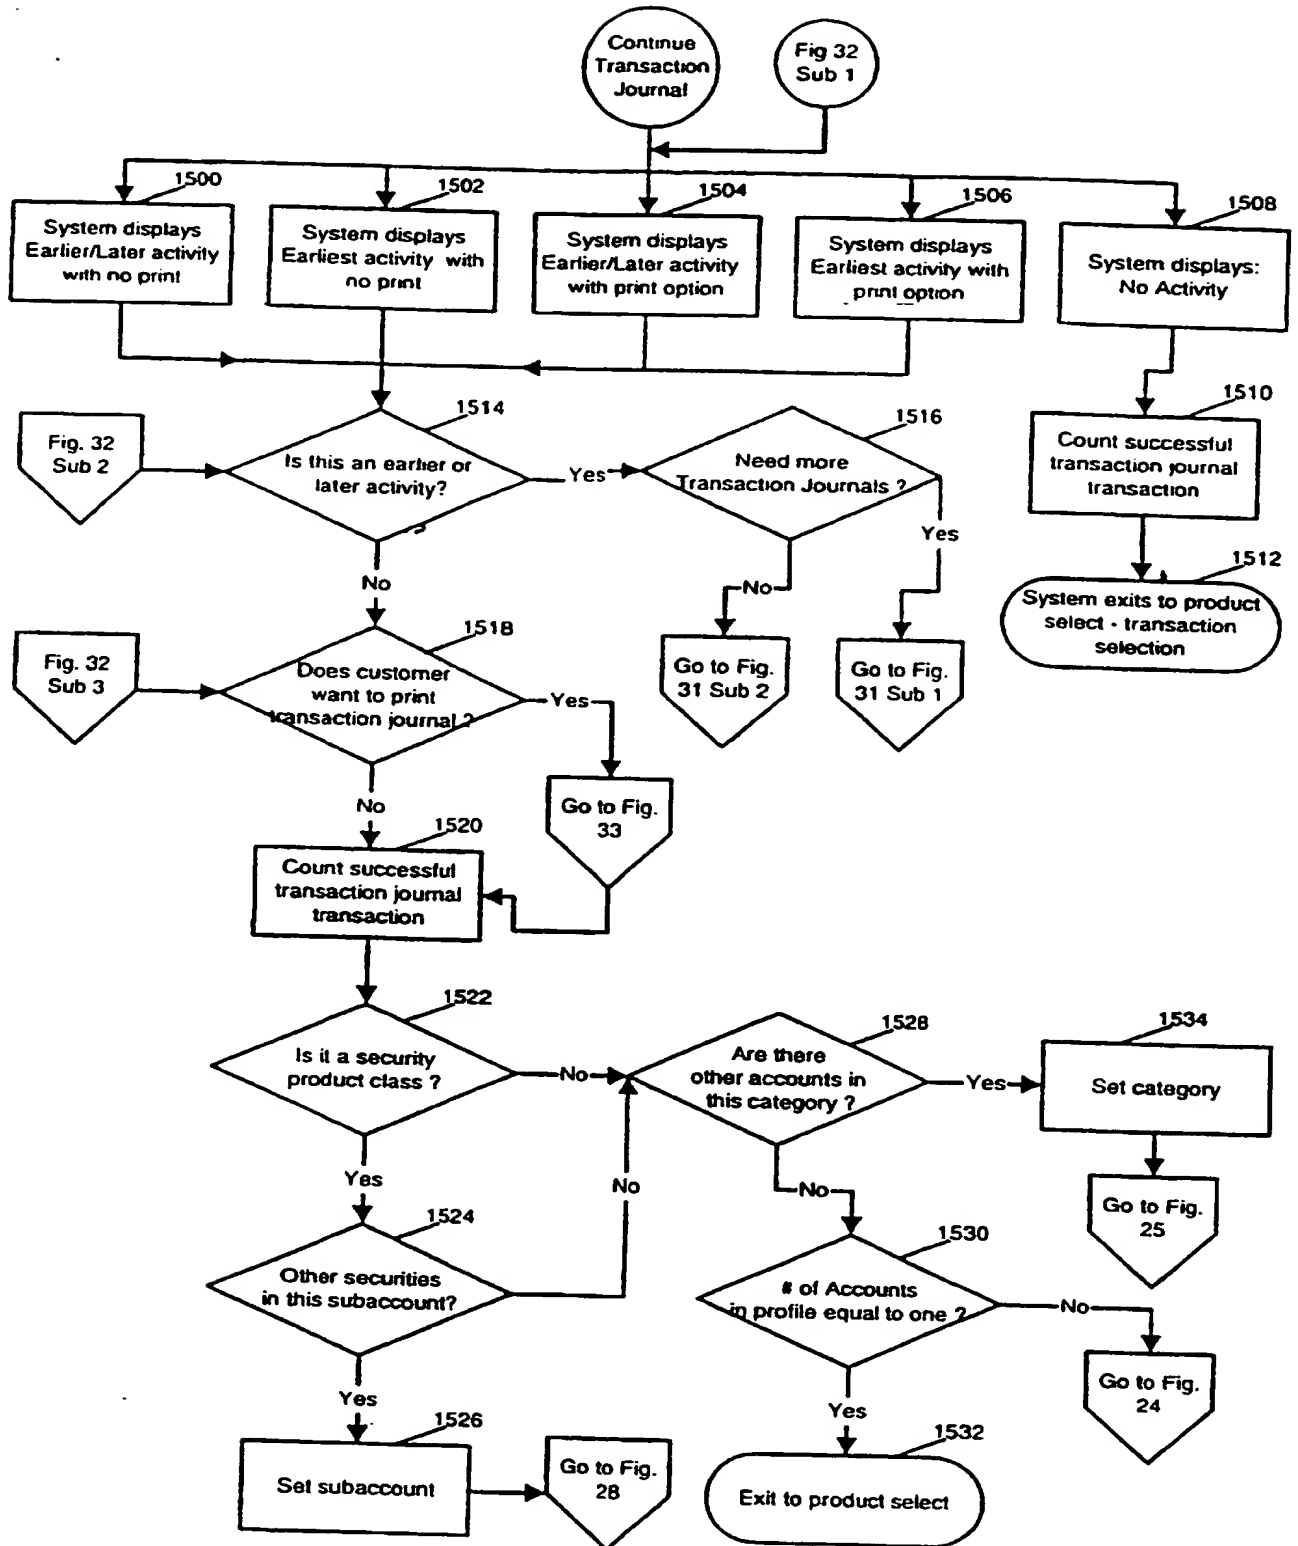 Continue
Transaction
Journal
Fig 32
Sub 1
1500
1502
1504
1506
1508
System displays
Earlier/Later activity
with no print
System displays
Earliest activity with
no print
System displays
Earlier/Later activity
with print option
System displays
Earliest activity with
print option
System displays:
No Activity
1510
Count successful
transaction journal
transaction
1512
System exits to product
select - transaction
selection
Fig. 32
Sub 2
1514
Is this an earlier or
later activity?
Yes
1516
Need more
Transaction Journals ?
Yes
No
No
Go to Fig.
31 Sub 2
Go to Fig.
31 Sub 1
Fig. 32
Sub 3
1518
Does customer
want to print
transaction journal ?
Yes
No
Go to Fig.
33
1520
Count successful
transaction journal
transaction
1522
Is it a security
product class ?
No
Yes
1528
Are there
other accounts in
this category ?
Yes
No
1534
Set category
Go to Fig.
25
1524
Other securities
in this subaccount?
No
Yes
1530
# of Accounts
in profile equal to one ?
No
Yes
Go to Fig.
24
1526
Set subaccount
Go to Fig.
28
1532
Exit to product select